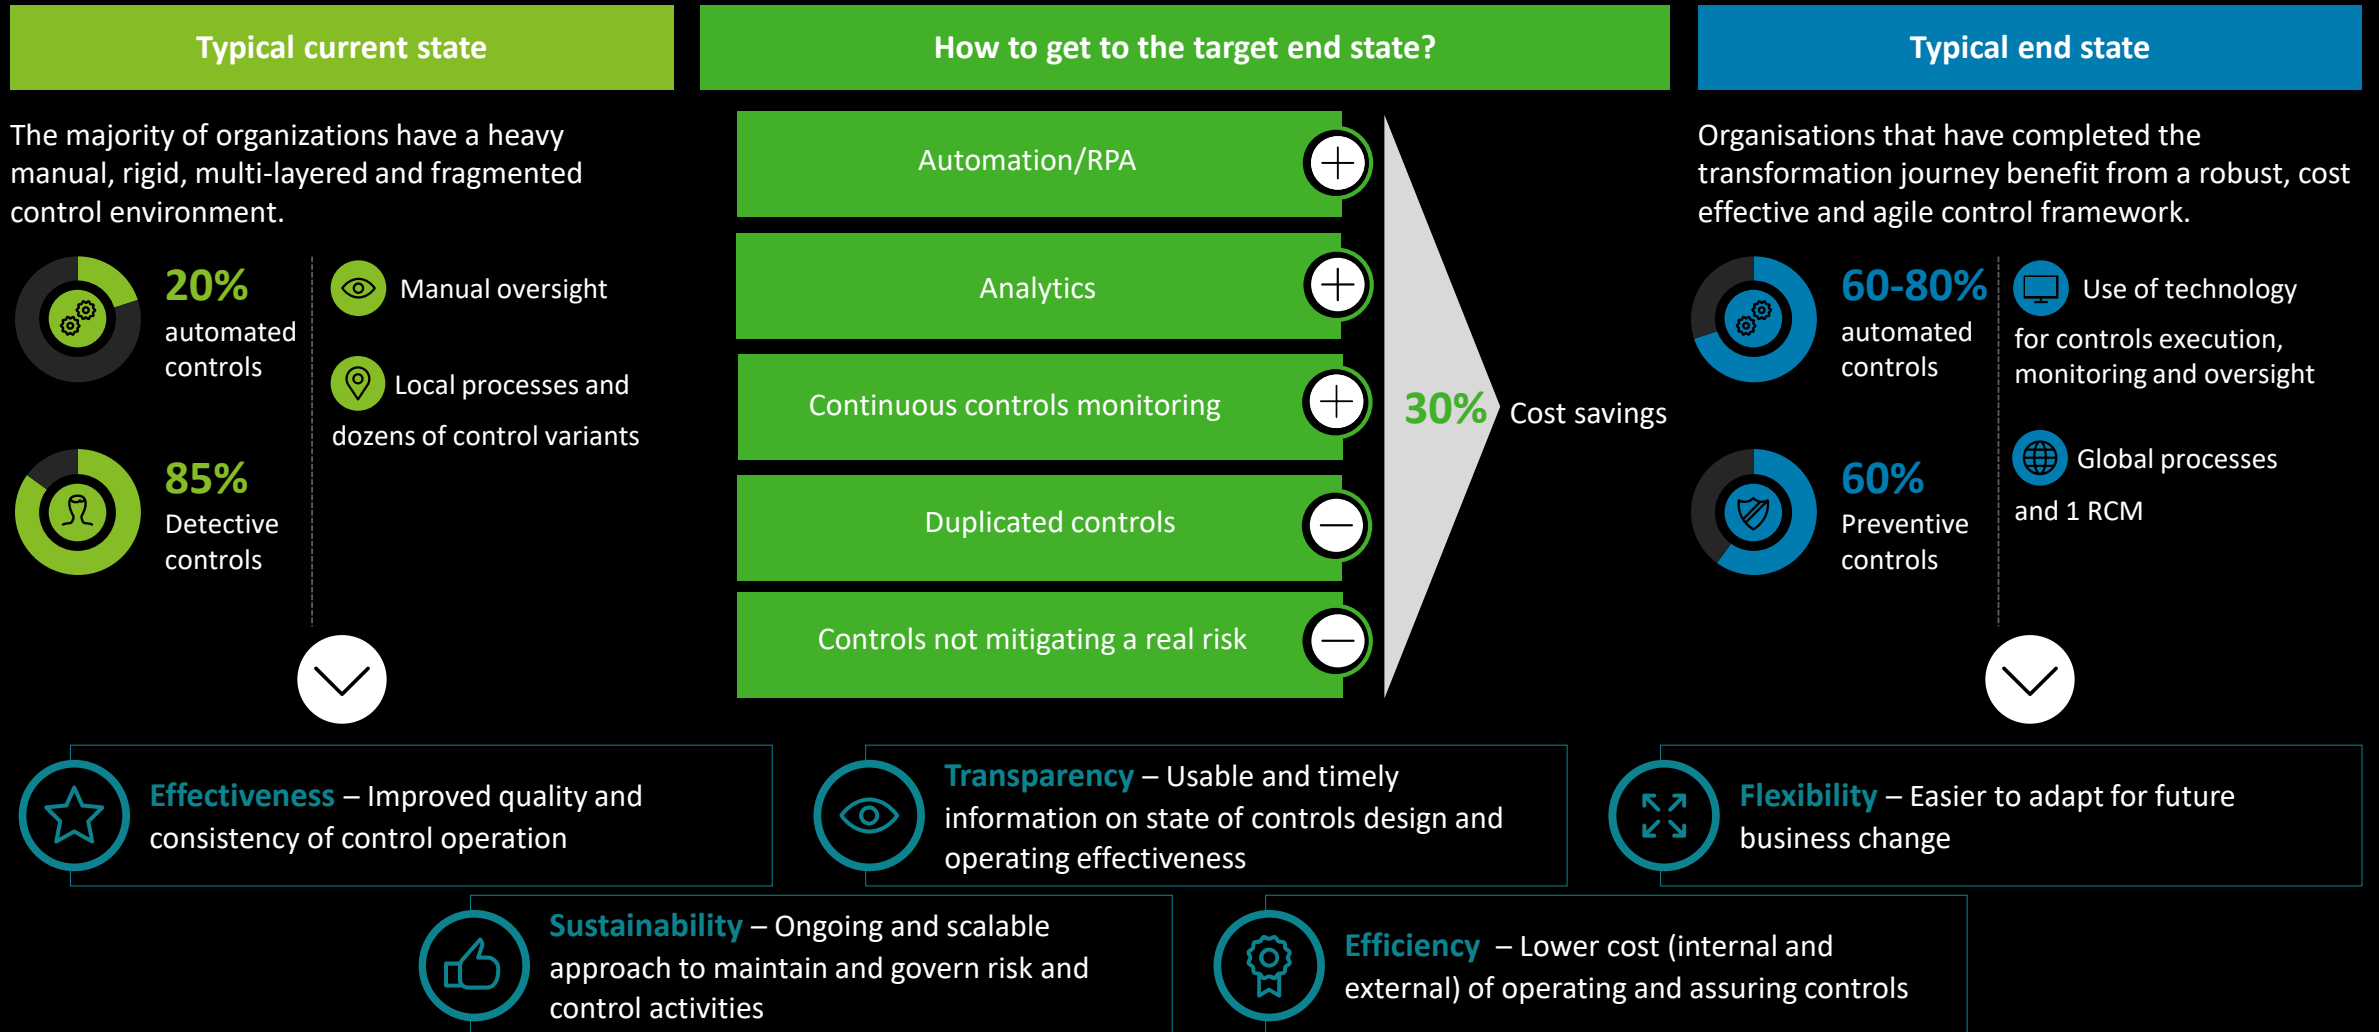 Typical current state
The majority of organizations have a heavy
manual, rigid, multi-layered and fragmented
control environment.
20%
automated
controls
Manual oversight
Local processes and
dozens of control variants
85%
Detective
controls
How to get to the target end state?
Automation/RPA
Analytics
Continuous controls monitoring
Duplicated controls
Controls not mitigating a real risk
30% Cost savings
Typical end state
Organisations that have completed the
transformation journey benefit from a robust, cost
effective and agile control framework.
60-80%
automated
controls
Use of technology
for controls execution,
monitoring and oversight
60%
Preventive
controls
Global processes
and 1 RCM
Effectiveness – Improved quality and
consistency of control operation
Transparency – Usable and timely
information on state of controls design and
operating effectiveness
Flexibility – Easier to adapt for future
business change
Sustainability – Ongoing and scalable
approach to maintain and govern risk and
control activities
Efficiency – Lower cost (internal and
external) of operating and assuring controls